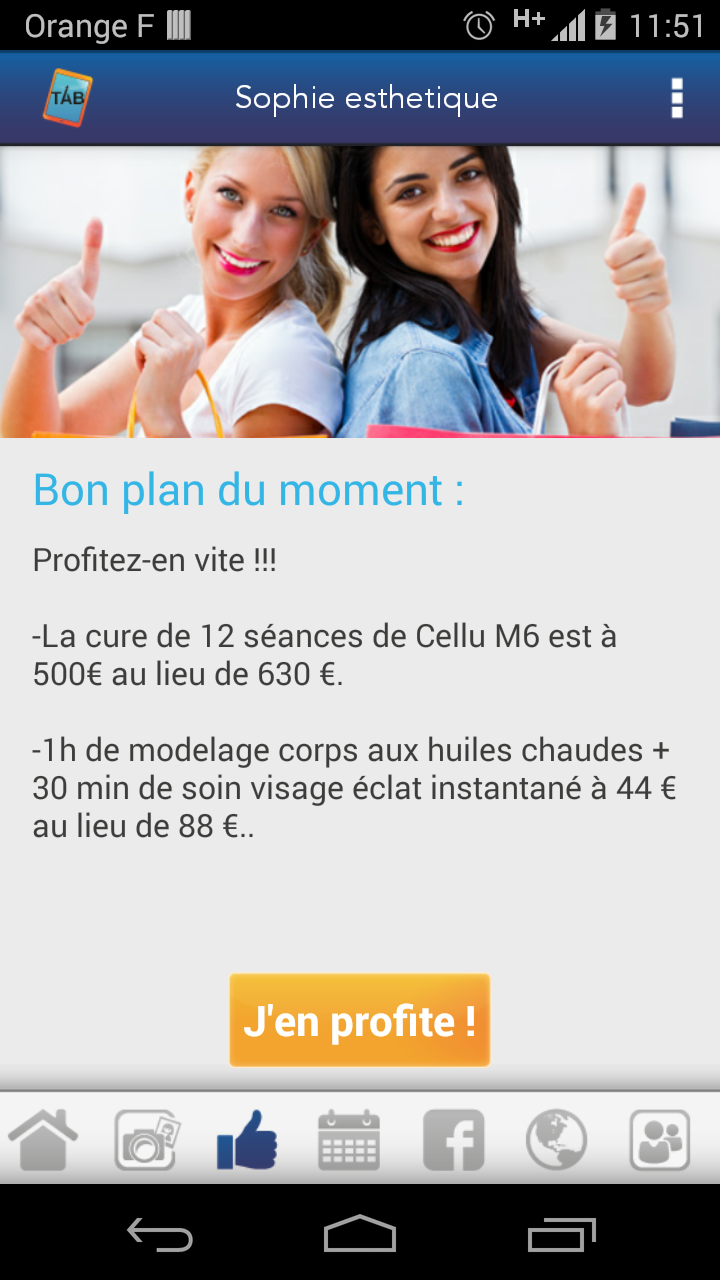 Orange F
H+
11:51
TAB
Sophie esthetique
Bon plan du moment :
Profitez-en vite !!!
-La cure de 12 séances de Cellu M6 est à
500€ au lieu de 630 €.
-1h de modelage corps aux huiles chaudes +
30 min de soin visage éclat instantané à 44 €
au lieu de 88 €..
J'en profite !
f